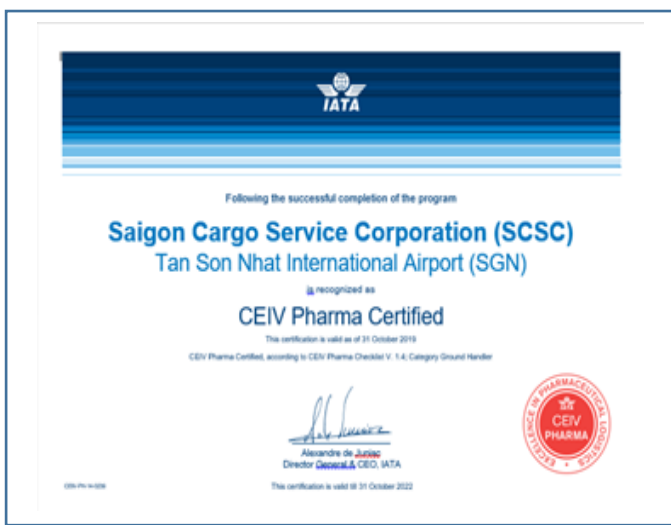 IATA
Following the successful completion of the program
Saigon Cargo Service Corporation (SCSC)
Tan Son Nhat International Airport (SGN)
is recognized as
CEIV Pharma Certified
This certification is valid as of 31 October 2019
CEIV Pharma Certified, according to CEIV Pharma Checklist V. 1.4; Category Ground Handler
Alexandre de Juniac
Director General & CEO, IATA
EXCELLENCE IN PHARMACEUTICAL LOGISTICS
CEIV
PHARMA
This certification is valid till 31 October 2022